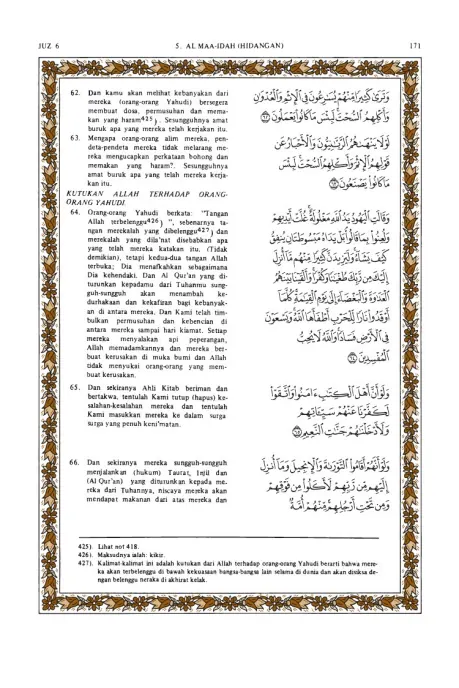 JUZ 6
5. AL MAA-IDAH (HIDANGAN)
171
62. Dan kamu akan melihat kebanyakan dari
mereka (orang-orang Yahudi) bersegera
membuat dosa, permusuhan dan mema-
kan yang haram425). Sesungguhnya amat
buruk apa yang mereka telah kerjakan itu.
63. Mengapa orang-orang alim mereka, pen-
deta-pendeta mereka tidak melarang me-
reka mengucapkan perkataan bohong dan
memakan yang haram?. Sesungguhnya
amat buruk apa yang telah mereka kerja-
kan itu.
KUTUKAN ALLAH TERHADAP ORANG-
ORANG YAHUDI.
64. Orang-orang Yahudi berkata: "Tangan
Allah terbelenggu426) ", sebenarnya ta-
ngan merekalah yang dibelenggu427) dan
merekalah yang dila'nat disebabkan apa
yang telah mereka katakan itu. (Tidak
demikian), tetapi kedua-dua tangan Allah
terbuka; Dia menafkahkan sebagaimana
Dia kehendaki. Dan Al Qur'an yang di-
turunkan kepadamu dari Tuhanmu sung-
guh-sungguh akan menambah ke-
durhakaan dan kekafiran bagi kebanyak-
an di antara mereka. Dan Kami telah tim-
bulkan permusuhan dan kebencian di
antara mereka sampai hari kiamat. Setiap
mereka menyalakan api peperangan,
Allah memadamkannya dan mereka ber-
buat kerusakan di muka bumi dan Allah
tidak menyukai orang-orang yang mem-
buat kerusakan.
65. Dan sekiranya Ahli Kitab beriman dan
bertakwa, tentulah Kami tutup (hapus) ke-
salahan-kesalahan mereka dan tentulah
Kami masukkan mereka ke dalam surga
surga yang penuh keni'matan.
66. Dan sekiranya mereka sungguh-sungguh
menjalankan (hukum) Taurat, Injil dan
(Al Qur'an) yang diturunkan kepada me-
reka dari Tuhannya, niscaya mereka akan
mendapat makanan dari atas mereka dan
وَتَرَىٰ كَثِيرًا مِّنْهُمْ يُسَارِعُونَ فِي الْإِثْمِ وَالْعُدْوَانِ
وَأَكْلِهِمُ السُّحْتَ لَبِئْسَ مَا كَانُوا يَعْمَلُونَ ۝٦٢
لَوْلَا يَنْهَاهُمُ الرَّبَّانِيُّونَ وَالْأَحْبَارُ عَن
قَوْلِهِمُ الْإِثْمَ وَأَكْلِهِمُ السُّحْتَ لَبِئْسَ
مَا كَانُوا يَصْنَعُونَ ۝٦٣
وَقَالَتِ الْيَهُودُ يَدُ اللَّهِ مَغْلُولَةٌ غُلَّتْ أَيْدِيهِمْ
وَلُعِنُوا بِمَا قَالُوا بَلْ يَدَاهُ مَبْسُوطَتَانِ يُنفِقُ
كَيْفَ يَشَاءُ وَلَيَزِيدَنَّ كَثِيرًا مِّنْهُم مَّا أُنزِلَ
إِلَيْكَ مِن رَّبِّكَ طُغْيَانًا وَكُفْرًا وَأَلْقَيْنَا بَيْنَهُمُ
الْعَدَاوَةَ وَالْبَغْضَاءَ إِلَىٰ يَوْمِ الْقِيَامَةِ كُلَّمَا
أَوْقَدُوا نَارًا لِّلْحَرْبِ أَطْفَأَهَا اللَّهُ وَيَسْعَوْنَ
فِي الْأَرْضِ فَسَادًا وَاللَّهُ لَا يُحِبُّ
الْمُفْسِدِينَ ۝٦٤
وَلَوْ أَنَّ أَهْلَ الْكِتَابِ آمَنُوا وَاتَّقَوْا
لَكَفَّرْنَا عَنْهُمْ سَيِّئَاتِهِمْ
وَلَأَدْخَلْنَاهُمْ جَنَّاتِ النَّعِيمِ ۝٦٥
وَلَوْ أَنَّهُمْ أَقَامُوا التَّوْرَاةَ وَالْإِنجِيلَ وَمَا أُنزِلَ
إِلَيْهِم مِّن رَّبِّهِمْ لَأَكَلُوا مِن فَوْقِهِمْ
وَمِن تَحْتِ أَرْجُلِهِم مِّنْهُمْ أُمَّةٌ
425). Lihat not 418.
426). Maksudnya ialah: kikir.
427). Kalimat-kalimat ini adalah kutukan dari Allah terhadap orang-orang Yahudi berarti bahwa mere-
ka akan terbelenggu di bawah kekuasaan bangsa-bangsa lain selama di dunia dan akan disiksa de-
ngan belenggu neraka di akhirat kelak.